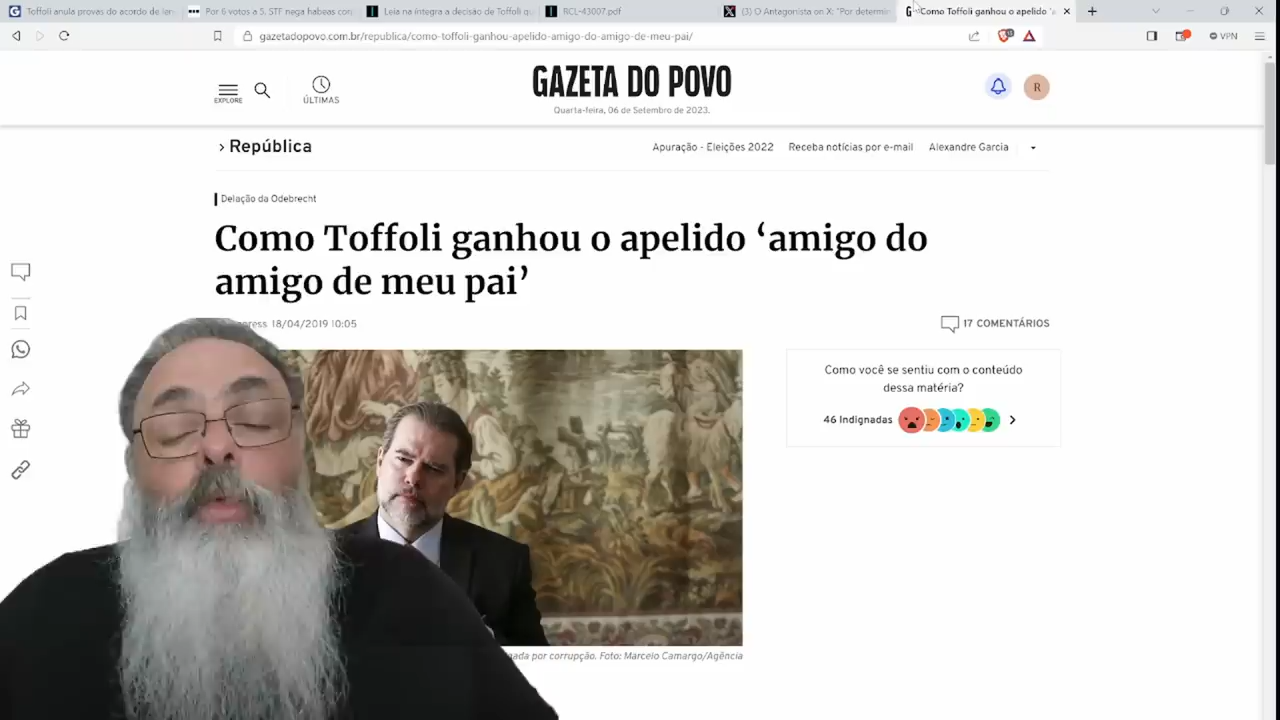 Toffoli anula provas do acordo de len
Por 6 votos a 5, STF nega habeas corp
Leia na íntegra a decisão de Toffoli q
RCL-43007.pdf
(3) O Antagonista on X: "Por determin
Como Toffoli ganhou o apelido 'a
gazetadopovo.com.br/republica/como-toffoli-ganhou-apelido-amigo-do-amigo-de-meu-pai/
VPN
EXPLORE
ÚLTIMAS
GAZETA DO POVO
Quarta-feira, 06 de Setembro de 2023.
R
República
Apuração - Eleições 2022 Receba notícias por e-mail Alexandre Garcia
Delação da Odebrecht
Como Toffoli ganhou o apelido ‘amigo do
amigo de meu pai’
press 18/04/2019 10:05
17 COMENTÁRIOS
Como você se sentiu com o conteúdo
dessa matéria?
46 Indignadas
por corrupção. Foto: Marcelo Camargo/Agência